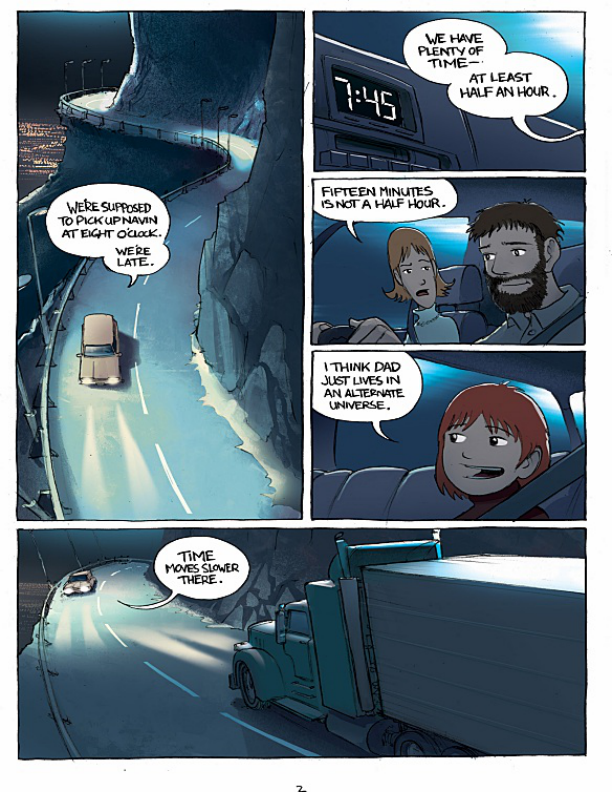 WE'RE SUPPOSED
TO PICK UP NAVIN
AT EIGHT O'CLOCK.
WE'RE
LATE.
WE HAVE
PLENTY OF
TIME—
AT LEAST
HALF AN HOUR.
7:45
FIFTEEN MINUTES
IS NOT A HALF HOUR.
I THINK DAD
JUST LIVES IN
AN ALTERNATE
UNIVERSE.
TIME
MOVES SLOWER
THERE.
2